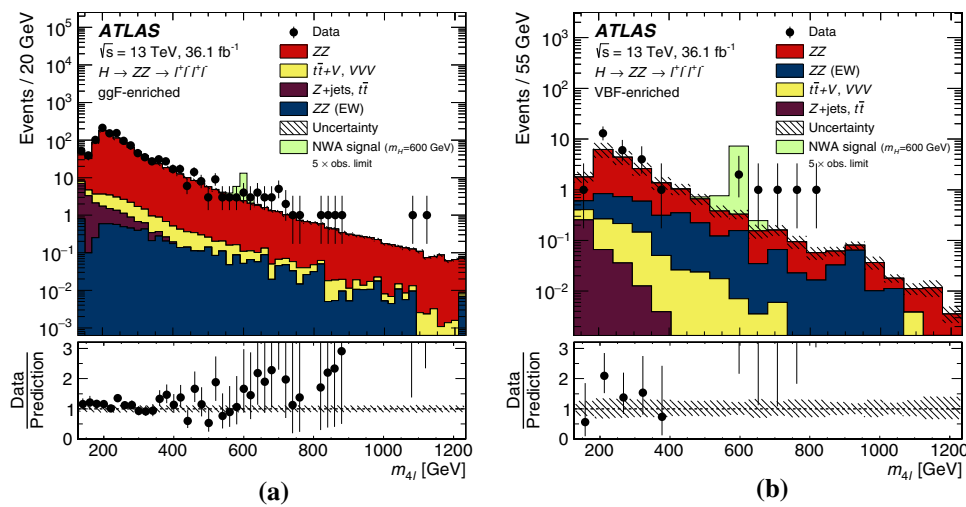 Events / 20 GeV
10⁵
10⁴
10³
10²
10
1
10⁻¹
10⁻²
10⁻³
ATLAS
√s = 13 TeV, 36.1 fb⁻¹
H → ZZ → l⁺l⁻l⁺l⁻
ggF-enriched
Data
ZZ
tt̄+V, VVV
Z+jets, tt̄
ZZ (EW)
Uncertainty
NWA signal (m_H=600 GeV)
5 × obs. limit
Data
Prediction
3
2
1
0
200 400 600 800 1000 1200
m₄ₗ [GeV]
(a)
Events / 55 GeV
10³
10²
10
1
10⁻¹
10⁻²
ATLAS
√s = 13 TeV, 36.1 fb⁻¹
H → ZZ → l⁺l⁻l⁺l⁻
VBF-enriched
Data
ZZ
ZZ (EW)
tt̄+V, VVV
Z+jets, tt̄
Uncertainty
NWA signal (m_H=600 GeV)
5 × obs. limit
Data
Prediction
3
2
1
0
200 400 600 800 1000 1200
m₄ₗ [GeV]
(b)